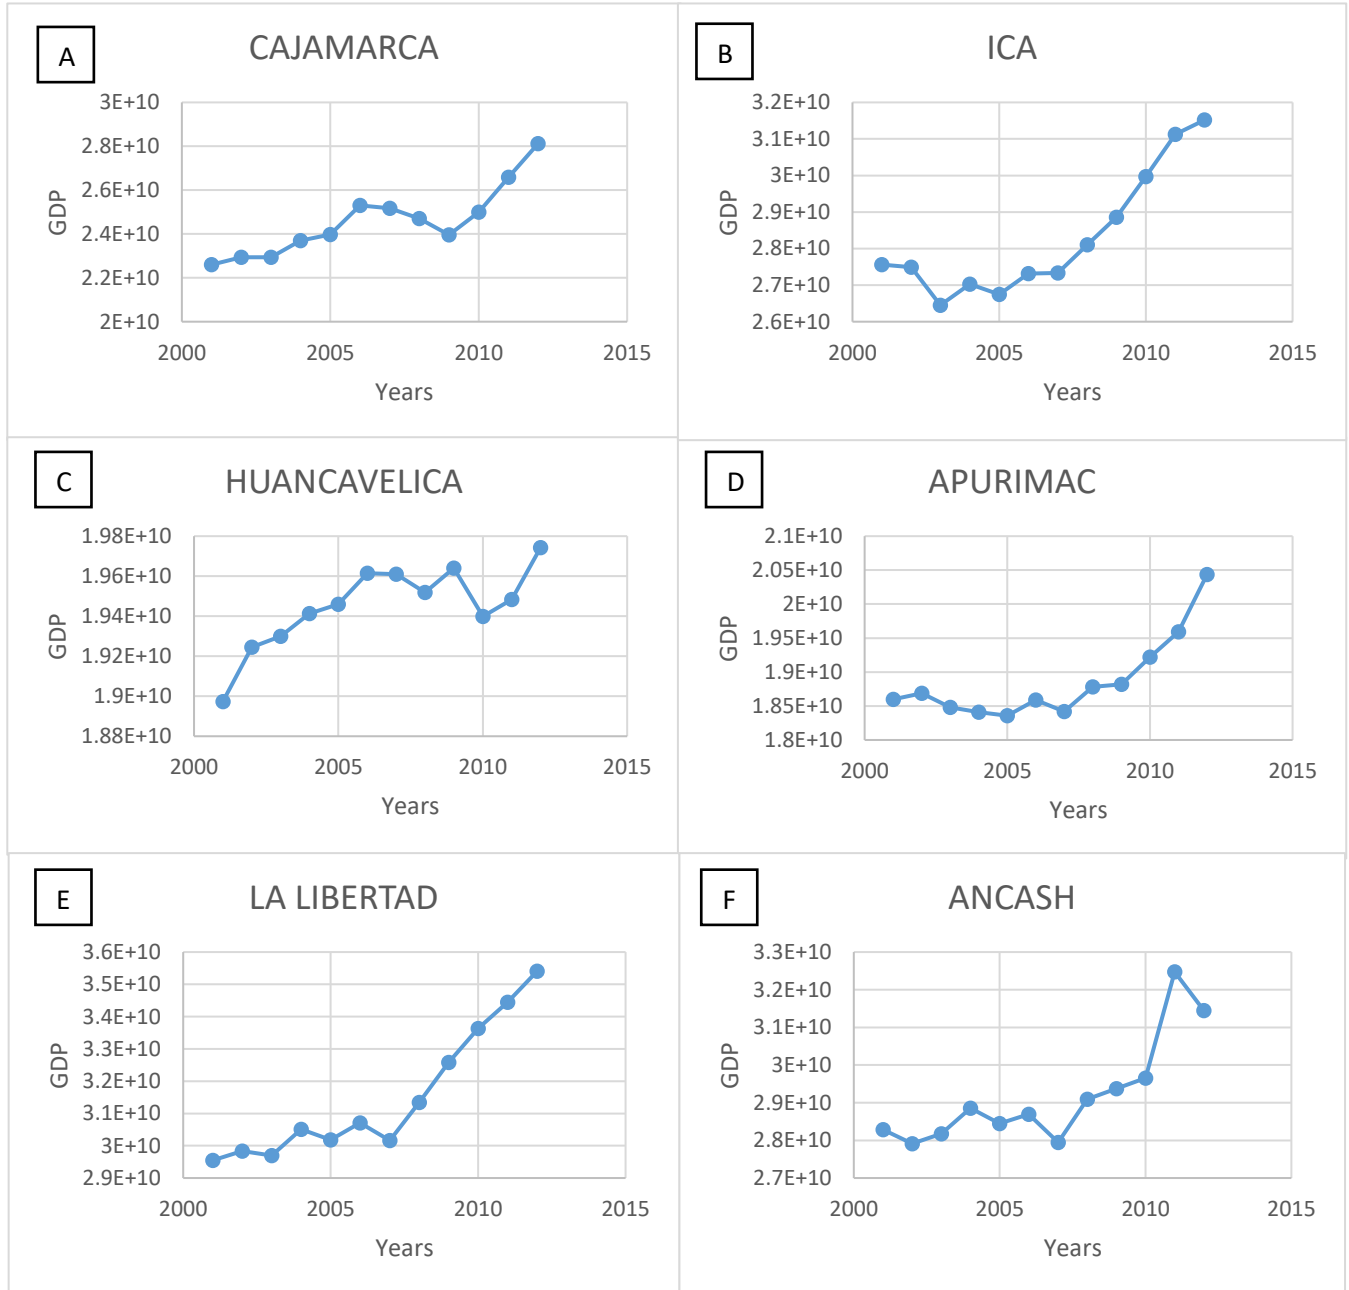 A
CAJAMARCA
3E+10
2.8E+10
2.6E+10
2.4E+10
2.2E+10
2E+10
GDP
2000 2005 2010 2015
Years
B
ICA
3.2E+10
3.1E+10
3E+10
2.9E+10
2.8E+10
2.7E+10
2.6E+10
GDP
2000 2005 2010 2015
Years
C
HUANCAVELICA
1.98E+10
1.96E+10
1.94E+10
1.92E+10
1.9E+10
1.88E+10
GDP
2000 2005 2010 2015
Years
D
APURIMAC
2.1E+10
2.05E+10
2E+10
1.95E+10
1.9E+10
1.85E+10
1.8E+10
GDP
2000 2005 2010 2015
Years
E
LA LIBERTAD
3.6E+10
3.5E+10
3.4E+10
3.3E+10
3.2E+10
3.1E+10
3E+10
2.9E+10
GDP
2000 2005 2010 2015
Years
F
ANCASH
3.3E+10
3.2E+10
3.1E+10
3E+10
2.9E+10
2.8E+10
2.7E+10
GDP
2000 2005 2010 2015
Years